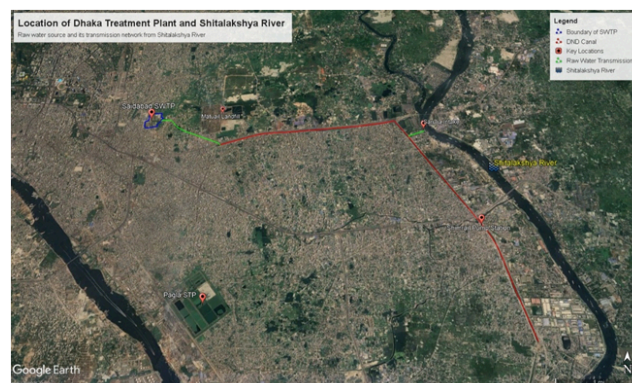 Location of Dhaka Treatment Plant and Shitalakshya River
Raw water source and its transmission network from Shitalakshya River
Legend
Boundary of SWTP
DND Canal
Key Locations
Raw Water Transmission
Shitalakshya River
Saidabad SWTP
Matuail Landfill
Shitalakshya River
Pagla STP
Google Earth
N